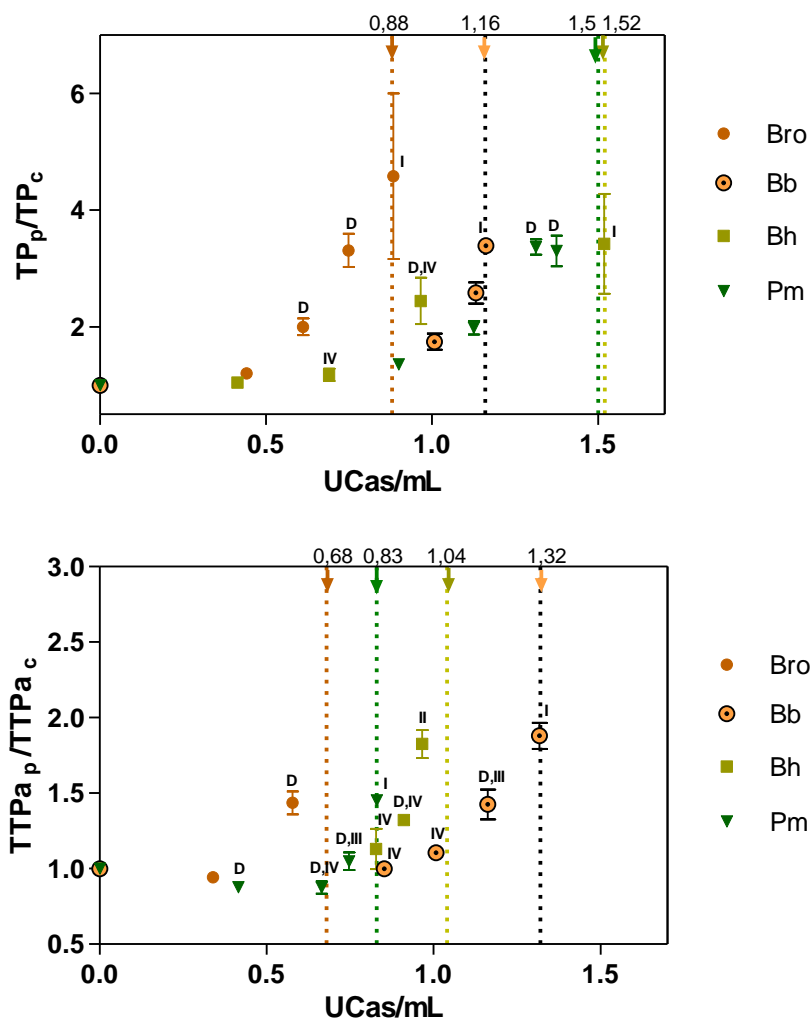 0,88 1,16 1,5 1,52
6
4
2
TPp/TPc
I
D
D
D,IV
IV
I
D D
I
0.0 0.5 1.0 1.5
UCas/mL
Bro
Bb
Bh
Pm
0,68 0,83 1,04 1,32
3.0
2.5
2.0
1.5
1.0
0.5
TTPa p/TTPa c
II
I
D
I
D,III
D,IV
IV
D,III
IV
IV
D,IV
D
0.0 0.5 1.0 1.5
UCas/mL
Bro
Bb
Bh
Pm